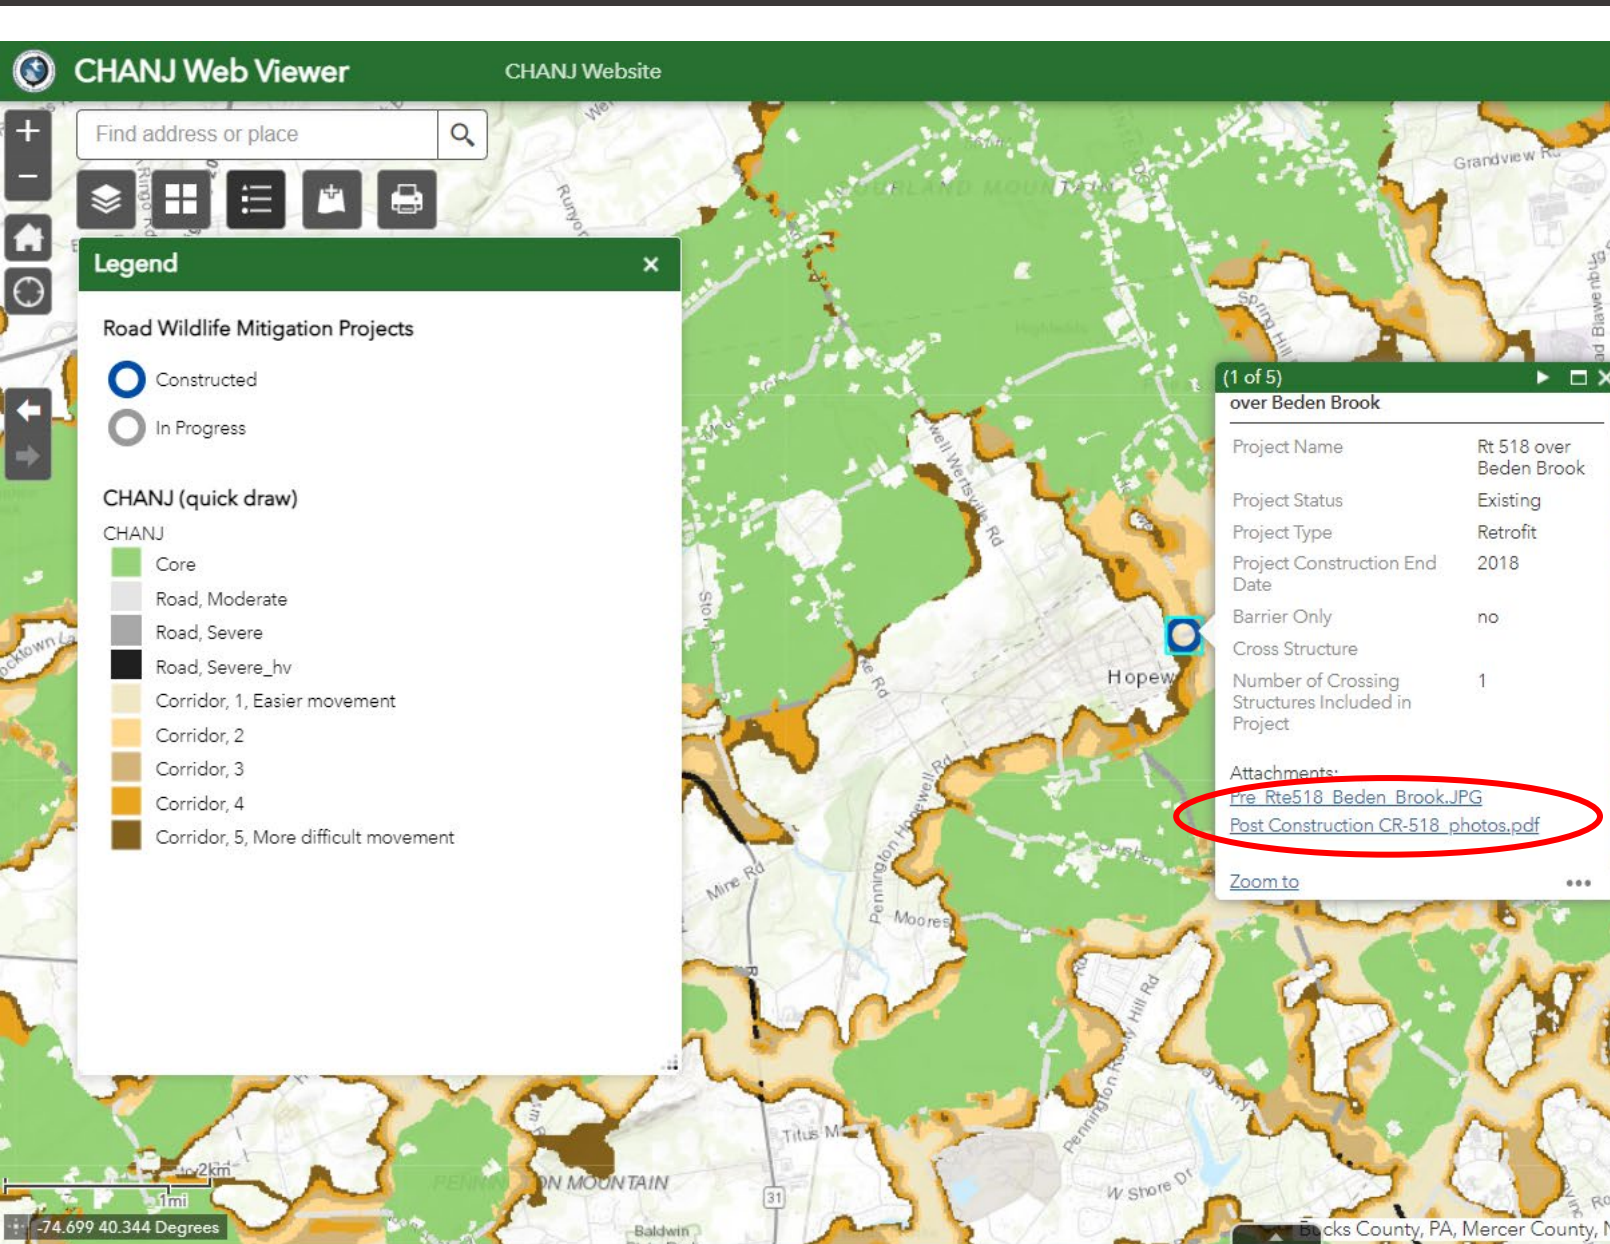 CHANJ Web Viewer
CHANJ Website
Find address or place
Legend
Road Wildlife Mitigation Projects
Constructed
In Progress
CHANJ (quick draw)
CHANJ
Core
Road, Moderate
Road, Severe
Road, Severe_hv
Corridor, 1, Easier movement
Corridor, 2
Corridor, 3
Corridor, 4
Corridor, 5, More difficult movement
Grandview
Spring Hill
(1 of 5)
over Beden Brook
Project Name
Rt 518 over
Beden Brook
Project Status
Existing
Project Type
Retrofit
Project Construction End
Date
2018
Barrier Only
no
Cross Structure
Number of Crossing
Structures Included in
Project
1
Attachments:
Pre_Rte518_Beden_Brook.JPG
Post Construction CR-518_photos.pdf
Zoom to
Hopew
Mine Rd
Pennington Hopewell Rd
Moores
Pennington Rocky Hill Rd
Titus M
W Shore Dr
ON MOUNTAIN
31
Baldwin
2km
1mi
-74.699 40.344 Degrees
Bucks County, PA, Mercer County, N